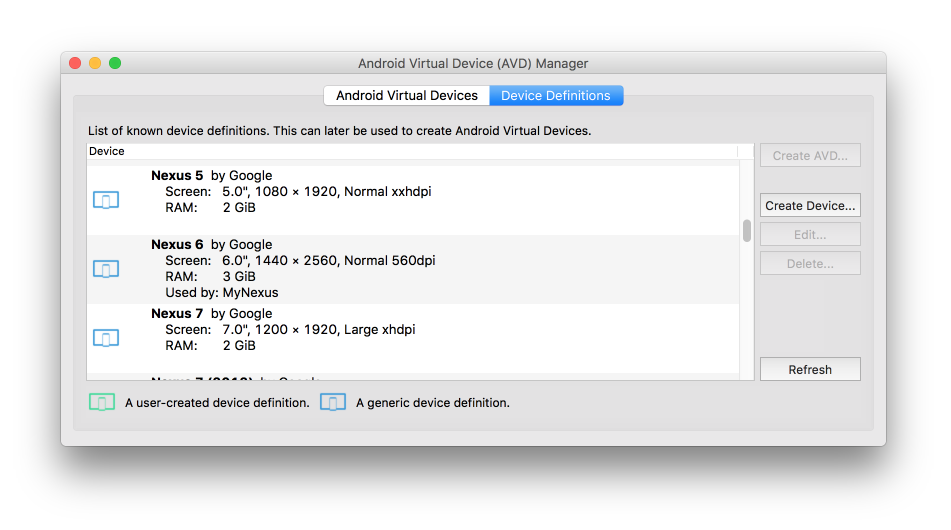 Android Virtual Device (AVD) Manager
Android Virtual Devices
Device Definitions
List of known device definitions. This can later be used to create Android Virtual Devices.
Device
Create AVD...
Nexus 5 by Google
Screen: 5.0", 1080 × 1920, Normal xxhdpi
RAM: 2 GiB
Create Device...
Edit...
Nexus 6 by Google
Screen: 6.0", 1440 × 2560, Normal 560dpi
RAM: 3 GiB
Used by: MyNexus
Delete...
Nexus 7 by Google
Screen: 7.0", 1200 × 1920, Large xhdpi
RAM: 2 GiB
Refresh
A user-created device definition.
A generic device definition.